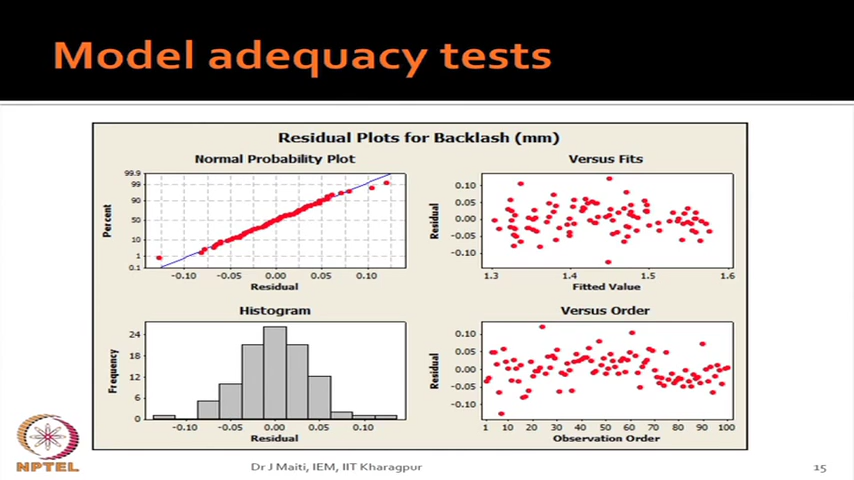 Model adequacy tests
Residual Plots for Backlash (mm)
Normal Probability Plot
99.9
99
90
50
10
1
0.1
Percent
-0.10 -0.05 0.00 0.05 0.10
Residual
Versus Fits
0.10
0.05
0.00
-0.05
-0.10
Residual
1.3 1.4 1.5 1.6
Fitted Value
Histogram
24
18
12
6
0
Frequency
-0.10 -0.05 0.00 0.05 0.10
Residual
Versus Order
0.10
0.05
0.00
-0.05
-0.10
Residual
1 10 20 30 40 50 60 70 80 90 100
Observation Order
NPTEL
Dr J Maiti, IEM, IIT Kharagpur
15